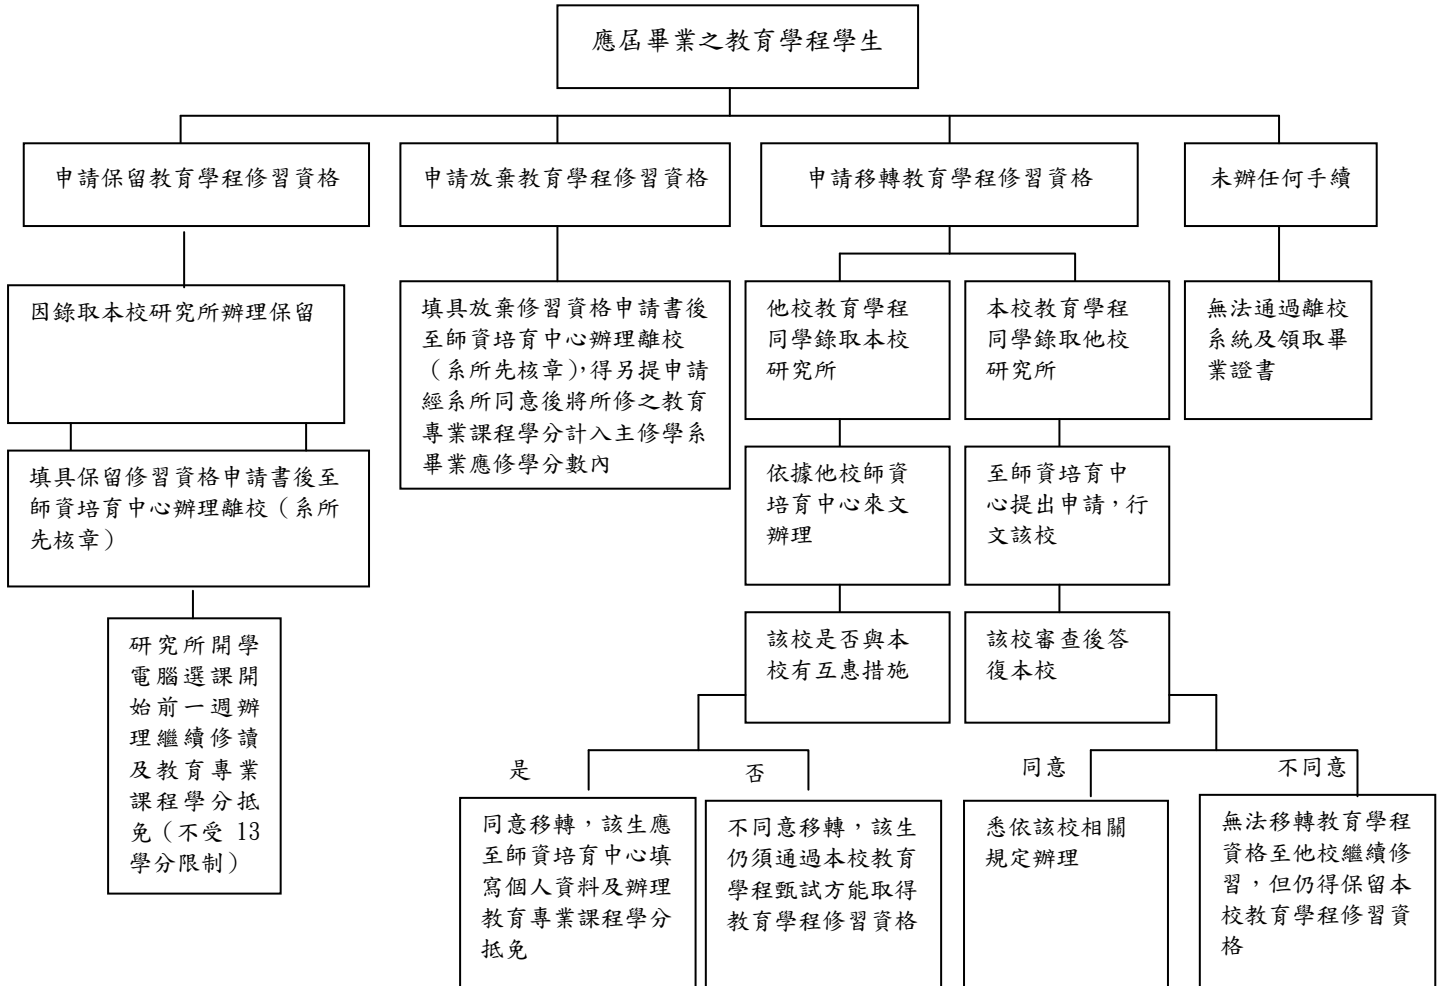 應屆畢業之教育學程學生
申請保留教育學程修習資格
申請放棄教育學程修習資格
申請移轉教育學程修習資格
未辦任何手續
因錄取本校研究所辦理保留
填具保留修習資格申請書後至
師資培育中心辦理離校（系所
先核章）
研究所開學
電腦選課開
始前一週辦
理繼續修讀
及教育專業
課程學分抵
免（不受 13
學分限制）
填具放棄修習資格申請書後
至師資培育中心辦理離校
（系所先核章），得另提申請
經系所同意後將所修之教育
專業課程學分計入主修學系
畢業應修學分數內
他校教育學程
同學錄取本校
研究所
依據他校師資
培育中心來文
辦理
該校是否與本
校有互惠措施
是
同意移轉，該生應
至師資培育中心填
寫個人資料及辦理
教育專業課程學分
抵免
否
不同意移轉，該生
仍須通過本校教育
學程甄試方能取得
教育學程修習資格
本校教育學程
同學錄取他校
研究所
至師資培育中
心提出申請，行
文該校
該校審查後答
復本校
同意
悉依該校相關
規定辦理
不同意
無法移轉教育學程
資格至他校繼續修
習，但仍得保留本
校教育學程修習資
格
無法通過離校
系統及領取畢
業證書